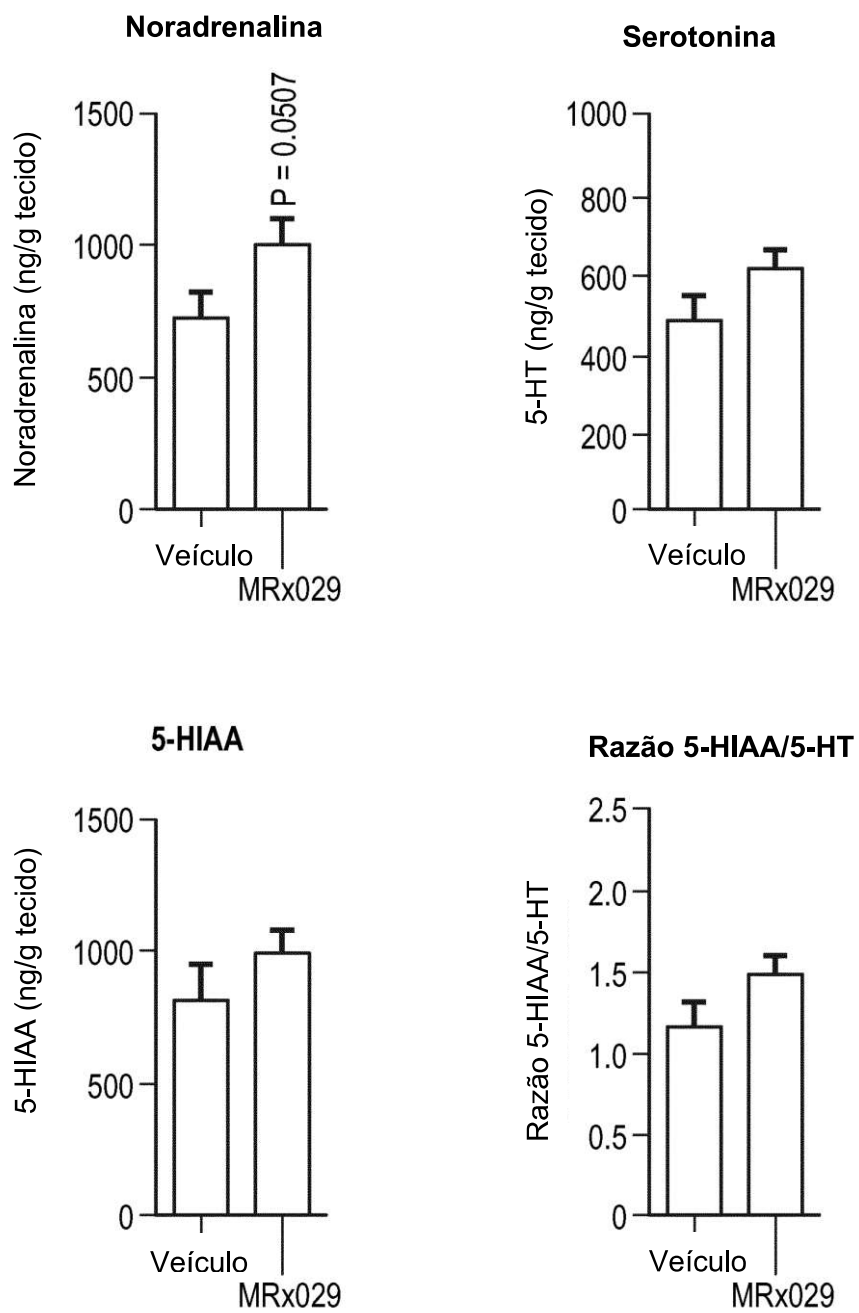 Noradrenalina
Noradrenalina (ng/g tecido)
1500
1000
500
0
P = 0.0507
Veículo
MRx029
Serotonina
5-HT (ng/g tecido)
1000
800
600
400
200
0
Veículo
MRx029
5-HIAA
5-HIAA (ng/g tecido)
1500
1000
500
0
Veículo
MRx029
Razão 5-HIAA/5-HT
Razão 5-HIAA/5-HT
2.5
2.0
1.5
1.0
0.5
0
Veículo
MRx029